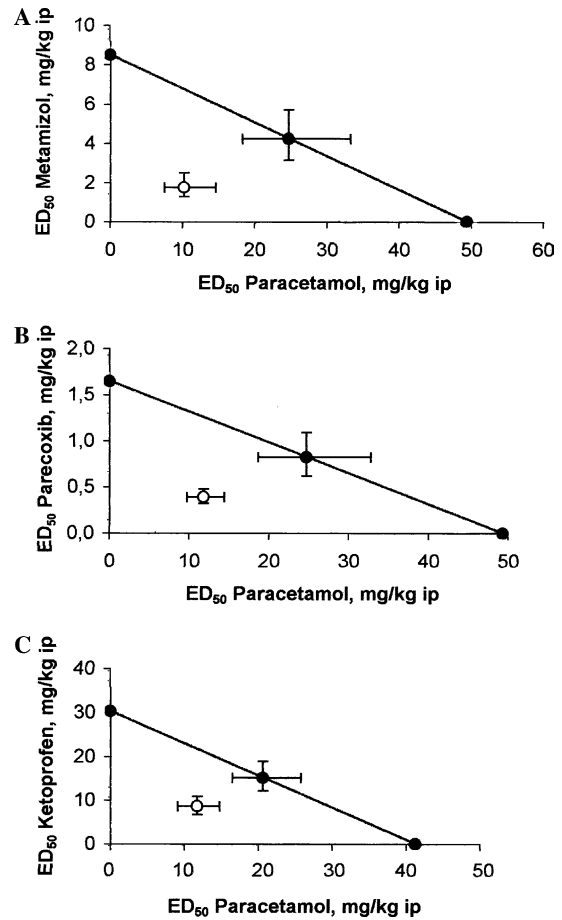 A
ED50 Metamizol, mg/kg ip
10
8
6
4
2
0
0 10 20 30 40 50 60
ED50 Paracetamol, mg/kg ip
B
ED50 Parecoxib, mg/kg ip
2,0
1,5
1,0
0,5
0,0
0 10 20 30 40 50
ED50 Paracetamol, mg/kg ip
C
ED50 Ketoprofen, mg/kg ip
40
30
20
10
0
0 10 20 30 40 50
ED50 Paracetamol, mg/kg ip